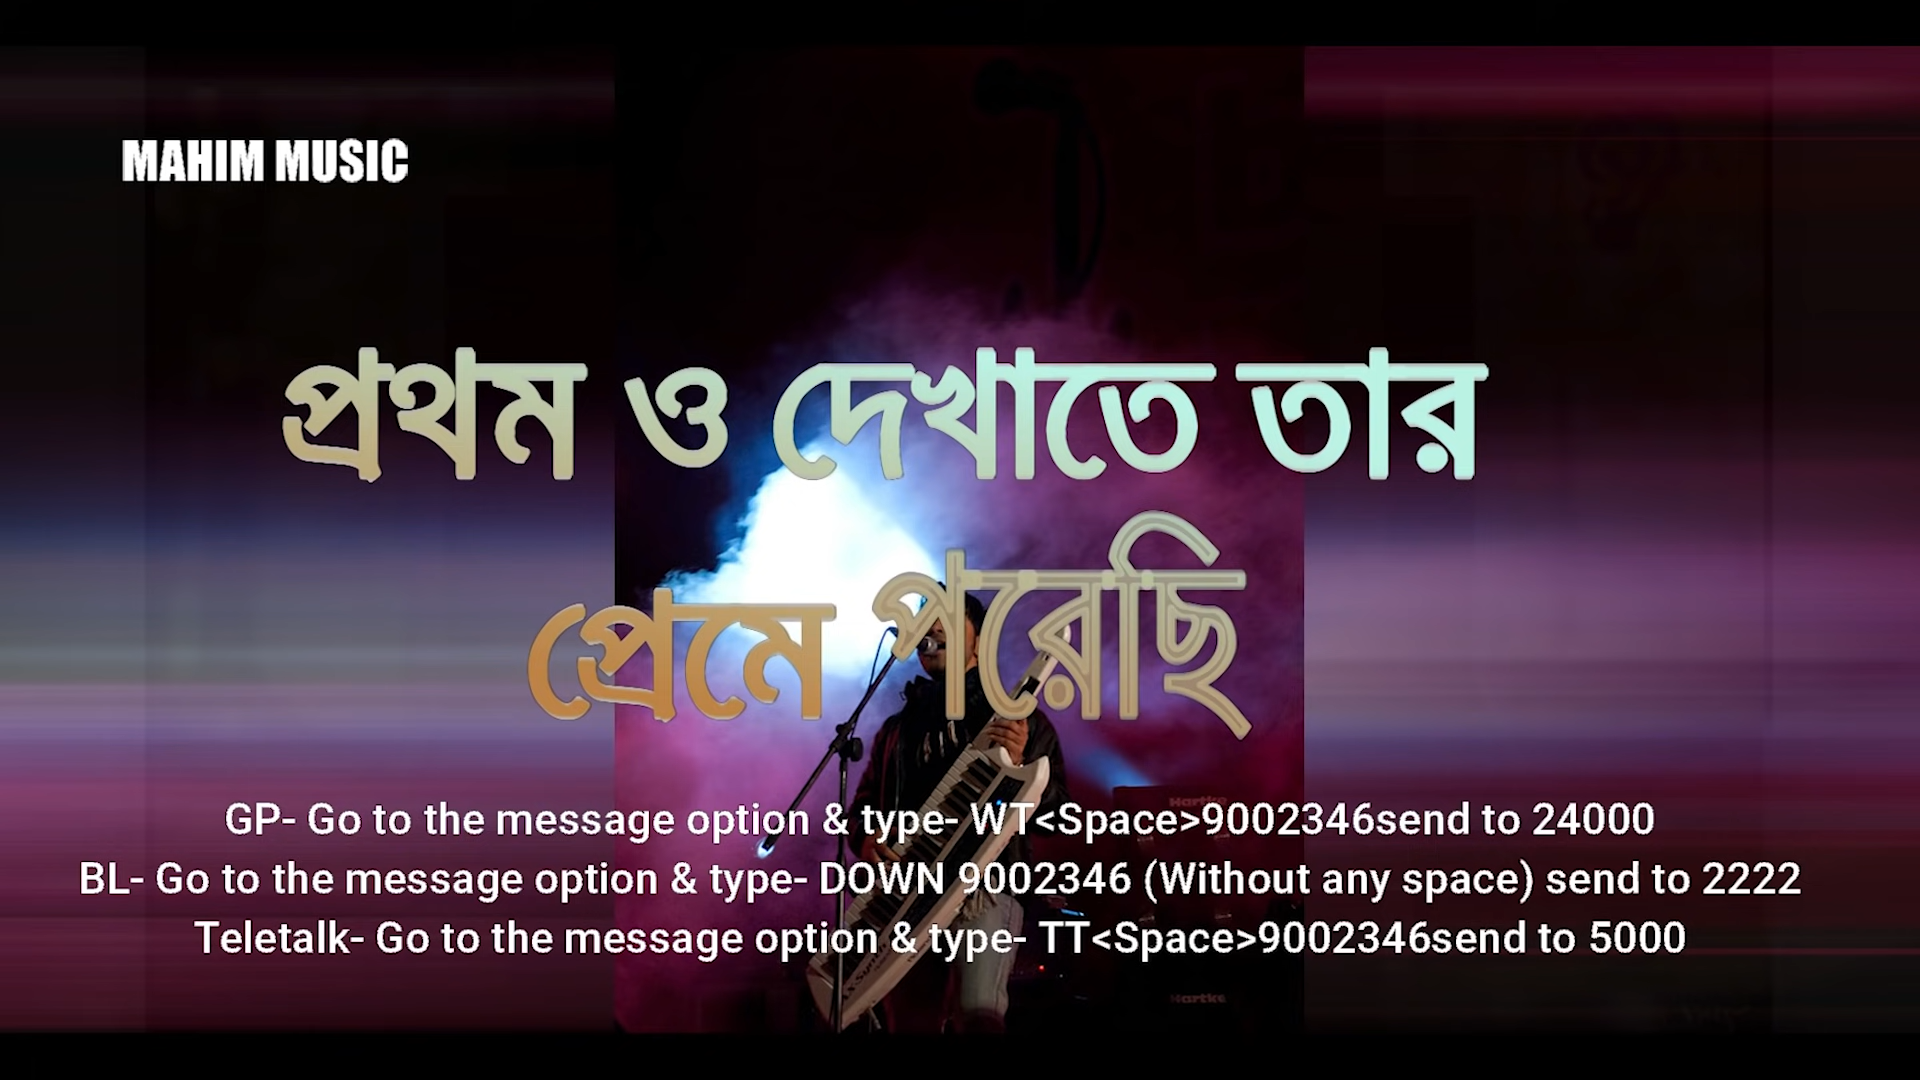 MAHIM MUSIC
প্রথম ও দেখাতে তার
প্রেমে পরেছি
GP- Go to the message option & type- WT<Space>9002346send to 24000
BL- Go to the message option & type- DOWN 9002346 (Without any space) send to 2222
Teletalk- Go to the message option & type- TT<Space>9002346send to 5000
Hartke
Hartke